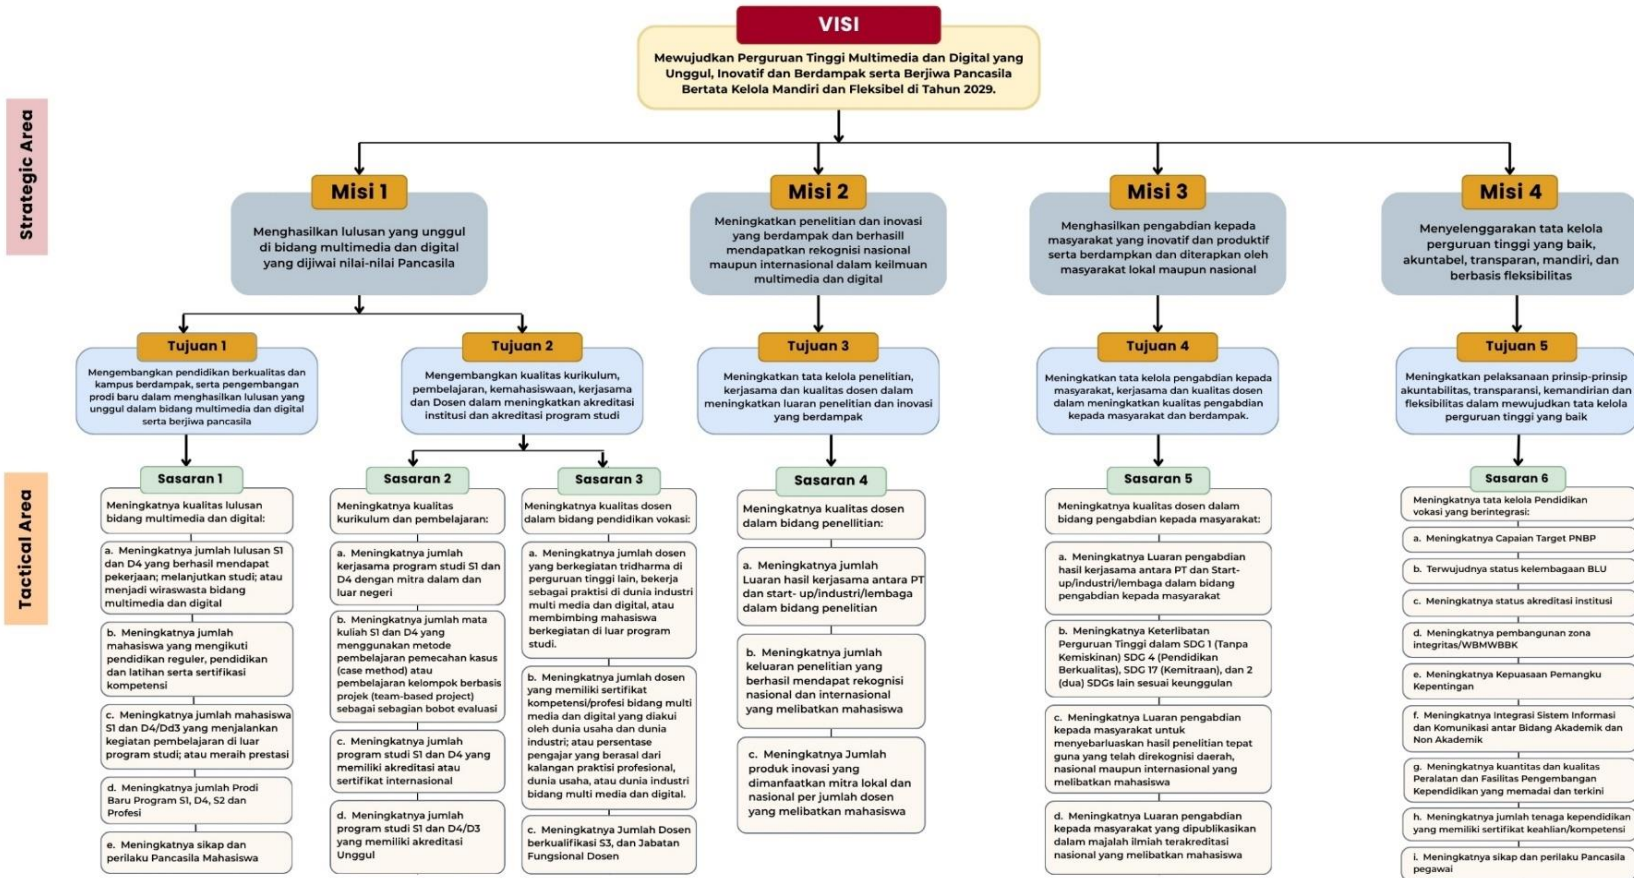 VISI
Mewujudkan Perguruan Tinggi Multimedia dan Digital yang
Unggul, Inovatif dan Berdampak serta Berjiwa Pancasila
Bertata Kelola Mandiri dan Fleksibel di Tahun 2029.
Strategic Area
Misi 1
Menghasilkan lulusan yang unggul
di bidang multimedia dan digital
yang dijiwai nilai-nilai Pancasila
Misi 2
Meningkatkan penelitian dan inovasi
yang berdampak dan berhasill
mendapatkan rekognisi nasional
maupun internasional dalam keilmuan
multimedia dan digital
Misi 3
Menghasilkan pengabdian kepada
masyarakat yang inovatif dan produktif
serta berdampkan dan diterapkan oleh
masyarakat lokal maupun nasional
Misi 4
Menyelenggarakan tata kelola
perguruan tinggi yang baik,
akuntabel, transparan, mandiri, dan
berbasis fleksibilitas
Tujuan 1
Mengembangkan pendidikan berkualitas dan
kampus berdampak, serta pengembangan
prodi baru dalam menghasilkan lulusan yang
unggul dalam bidang multimedia dan digital
serta berjiwa pancasila
Tujuan 2
Mengembangkan kualitas kurikulum,
pembelajaran, kemahasiswaan, kerjasama
dan Dosen dalam meningkatkan akreditasi
institusi dan akreditasi program studi
Tujuan 3
Meningkatkan tata kelola penelitian,
kerjasama dan kualitas dosen dalam
meningkatkan luaran penelitian dan inovasi
yang berdampak
Tujuan 4
Meningkatkan tata kelola pengabdian kepada
masyarakat, kerjasama dan kualitas dosen
dalam meningkatkan kualitas pengabdian
kepada masyarakat dan berdampak.
Tujuan 5
Meningkatkan pelaksanaan prinsip-prinsip
akuntabilitas, transparansi, kemandirian dan
fleksibilitas dalam mewujudkan tata kelola
perguruan tinggi yang baik
Tactical Area
Sasaran 1
Meningkatnya kualitas lulusan
bidang multimedia dan digital:
a. Meningkatnya jumlah lulusan S1
dan D4 yang berhasil mendapat
pekerjaan; melanjutkan studi; atau
menjadi wiraswasta bidang
multimedia dan digital
b. Meningkatnya jumlah
mahasiswa yang mengikuti
pendidikan reguler, pendidikan
dan latihan serta sertifikasi
kompetensi
c. Meningkatnya jumlah mahasiswa
S1 dan D4/Dd3 yang menjalankan
kegiatan pembelajaran di luar
program studi; atau meraih prestasi
d. Meningkatnya jumlah Prodi
Baru Program S1, D4, S2 dan
Profesi
e. Meningkatnya sikap dan
perilaku Pancasila Mahasiswa
Sasaran 2
Meningkatnya kualitas
kurikulum dan pembelajaran:
a. Meningkatnya jumlah
kerjasama program studi S1 dan
D4 dengan mitra dalam dan
luar negeri
b. Meningkatnya jumlah mata
kuliah S1 dan D4 yang
menggunakan metode
pembelajaran pemecahan kasus
(case method) atau
pembelajaran kelompok berbasis
projek (team-based project)
sebagai sebagian bobot evaluasi
c. Meningkatnya jumlah
program studi S1 dan D4 yang
memiliki akreditasi atau
sertifikat internasional
d. Meningkatnya jumlah
program studi S1 dan D4/D3
yang memiliki akreditasi
Unggul
Sasaran 3
Meningkatnya kualitas dosen
dalam bidang pendidikan vokasi:
a. Meningkatnya jumlah dosen
yang berkegiatan tridharma di
perguruan tinggi lain, bekerja
sebagai praktisi di dunia industri
multi media dan digital, atau
membimbing mahasiswa
berkegiatan di luar program
studi.
b. Meningkatnya jumlah dosen
yang memiliki sertifikat
kompetensi/profesi bidang multi
media dan digital yang diakui
oleh dunia usaha dan dunia
industri; atau persentase
pengajar yang berasal dari
kalangan praktisi profesional,
dunia usaha, atau dunia industri
bidang multi media dan digital.
c. Meningkatnya Jumlah Dosen
berkualifikasi S3, dan Jabatan
Fungsional Dosen
Sasaran 4
Meningkatnya kualitas dosen
dalam bidang penellitian:
a. Meningkatnya jumlah
Luaran hasil kerjasama antara PT
dan start- up/industri/lembaga
dalam bidang penelitian
b. Meningkatnya jumlah
keluaran penelitian yang
berhasil mendapat rekognisi
nasional dan internasional
yang melibatkan mahasiswa
c. Meningkatnya Jumlah
produk inovasi yang
dimanfaatkan mitra lokal dan
nasional per jumlah dosen
yang melibatkan mahasiswa
Sasaran 5
Meningkatnya kualitas dosen dalam
bidang pengabdian kepada masyarakat:
a. Meningkatnya Luaran pengabdian
hasil kerjasama antara PT dan Start-
up/industri/lembaga dalam bidang
pengabdian kepada masyarakat
b. Meningkatnya Keterlibatan
Perguruan Tinggi dalam SDG 1 (Tanpa
Kemiskinan) SDG 4 (Pendidikan
Berkualitas), SDG 17 (Kemitraan), dan 2
(dua) SDGs lain sesuai keunggulan
c. Meningkatnya Luaran pengabdian
kepada masyarakat untuk
menyebarluaskan hasil penelitian tepat
guna yang telah direkognisi daerah,
nasional maupun internasional yang
melibatkan mahasiswa
d. Meningkatnya Luaran pengabdian
kepada masyarakat yang dipublikasikan
dalam majalah ilmiah terakreditasi
nasional yang melibatkan mahasiswa
Sasaran 6
Meningkatnya tata kelola Pendidikan
vokasi yang berintegrasi:
a. Meningkatnya Capaian Target PNBP
b. Terwujudnya status kelembagaan BLU
c. Meningkatnya status akreditasi institusi
d. Meningkatnya pembangunan zona
integritas/WBMWBBK
e. Meningkatnya Kepuasaan Pemangku
Kepentingan
f. Meningkatnya Integrasi Sistem Informasi
dan Komunikasi antar Bidang Akademik dan
Non Akademik
g. Meningkatnya kuantitas dan kualitas
Peralatan dan Fasilitas Pengembangan
Kependidikan yang memadai dan terkini
h. Meningkatnya jumlah tenaga kependidikan
yang memiliki sertifikat keahlian/kompetensi
i. Meningkatnya sikap dan perilaku Pancasila
pegawai